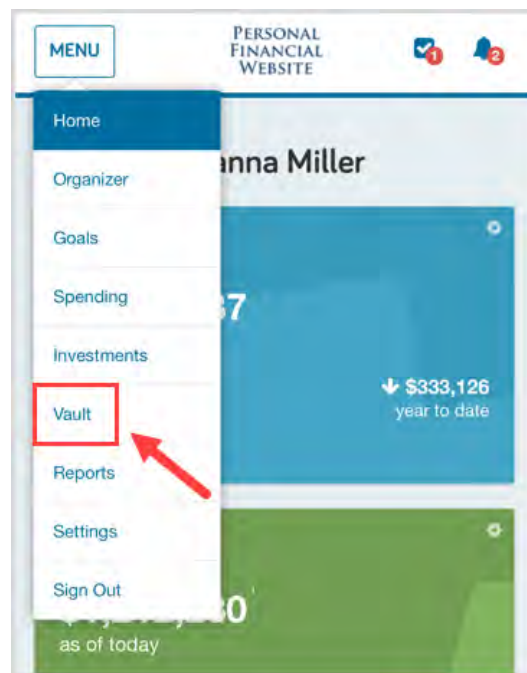 MENU
PERSONAL
FINANCIAL
WEBSITE
1
2
Home
Organizer
Goals
Spending
Investments
Vault
Reports
Settings
Sign Out
Miller
$333,126
year to date
as of today